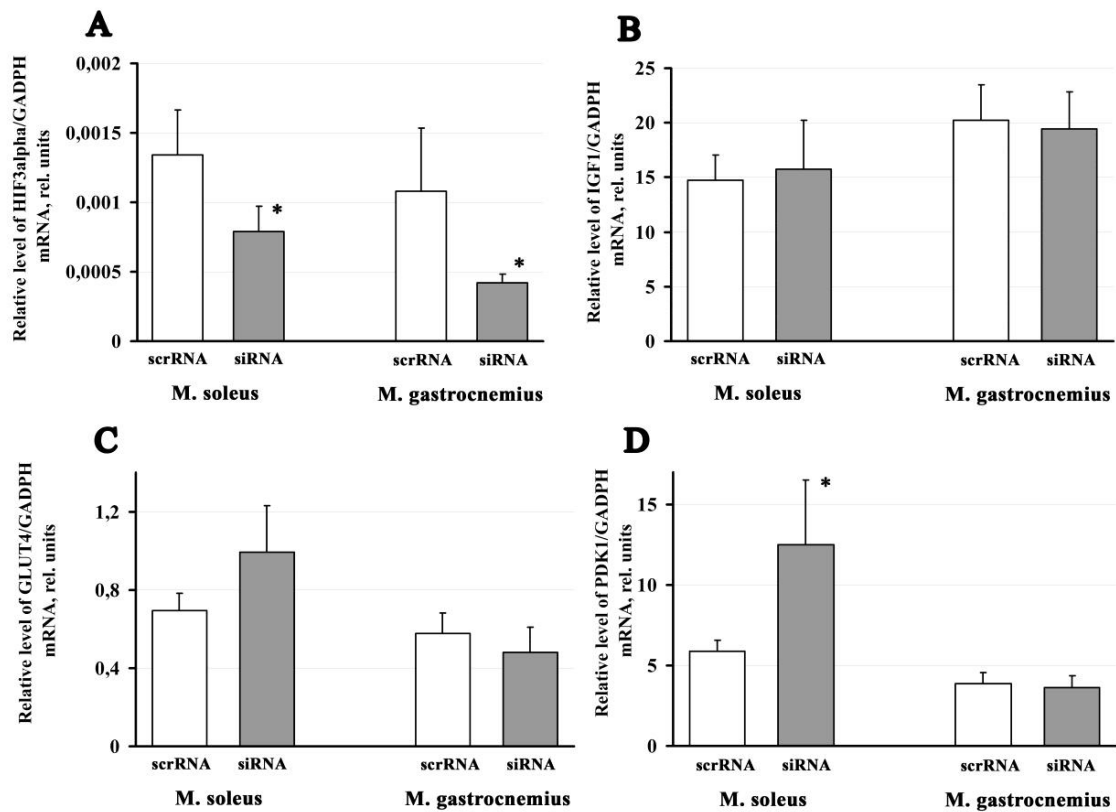 A
Relative level of HIF3alpha/GADPH
mRNA, rel. units
0,002
0,0015
0,001
0,0005
0
scrRNA siRNA scrRNA siRNA
M. soleus M. gastrocnemius
*
*
B
Relative level of IGF1/GADPH
mRNA, rel. units
25
20
15
10
5
0
scrRNA siRNA scrRNA siRNA
M. soleus M. gastrocnemius
C
Relative level of GLUT4/GADPH
mRNA, rel. units
1,2
0,8
0,4
0
scrRNA siRNA scrRNA siRNA
M. soleus M. gastrocnemius
D
Relative level of PDK1/GADPH
mRNA, rel. units
15
10
5
0
*
scrRNA siRNA scrRNA siRNA
M. soleus M. gastrocnemius